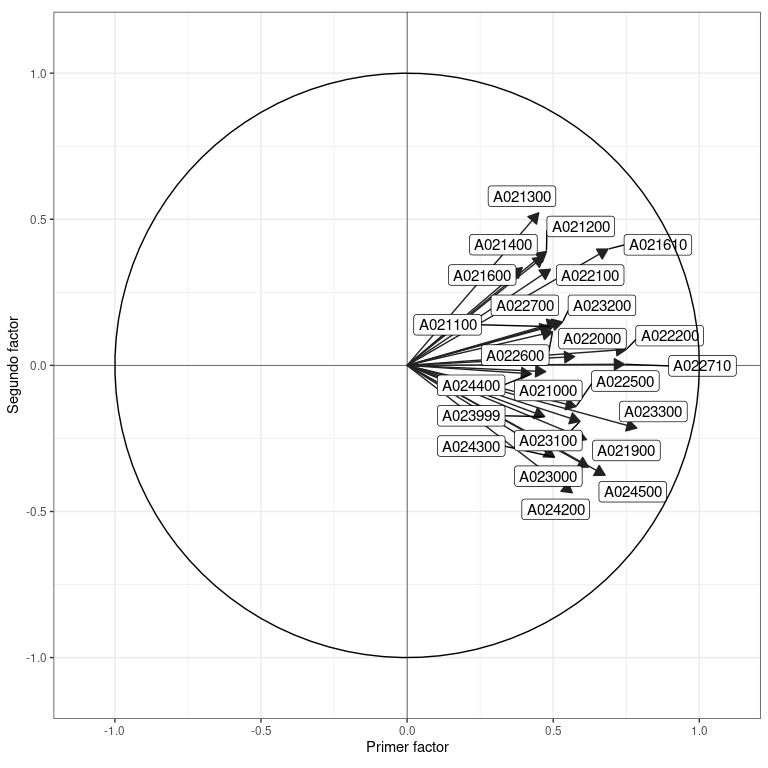 1.0
0.5
0.0
-0.5
-1.0
Segundo factor
A021300
A021200
A021400
A021610
A021600
A022100
A022700
A023200
A021100
A022000
A022200
A022600
A022710
A024400
A021000
A022500
A023999
A023300
A024300
A023100
A021900
A023000
A024500
A024200
-1.0
-0.5
0.0
0.5
1.0
Primer factor